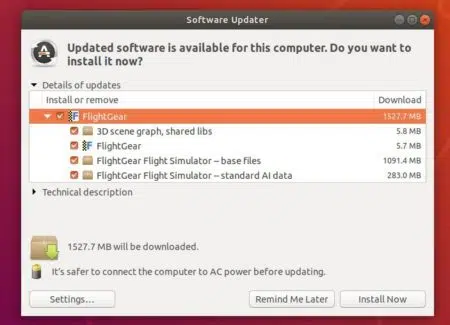 Software Updater
Updated software is available for this computer. Do you want to
install it now?
Details of updates
Install or remove Download
FlightGear 1527.7 MB
3D scene graph, shared libs 5.8 MB
FlightGear 5.7 MB
FlightGear Flight Simulator – base files 1091.4 MB
FlightGear Flight Simulator – standard AI data 283.0 MB
Technical description
1527.7 MB will be downloaded.
It's safer to connect the computer to AC power before updating.
Settings... Remind Me Later Install Now